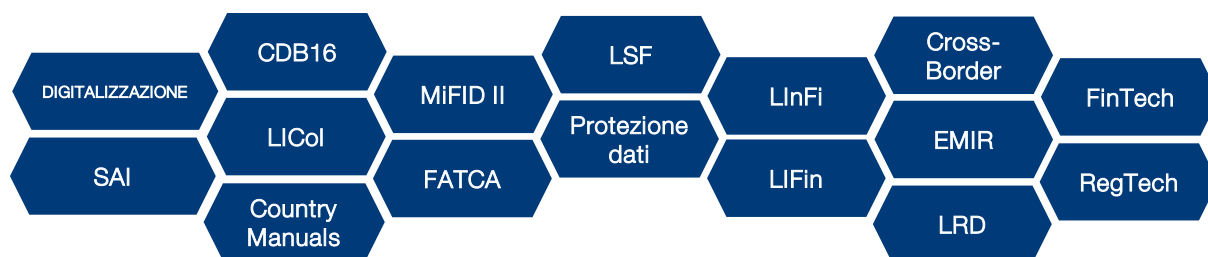 DIGITALIZZAZIONE
SAI
CDB16
LICol
Country
Manuals
MiFID II
FATCA
LSF
Protezione
dati
LInFi
LIFin
Cross-
Border
EMIR
LRD
FinTech
RegTech